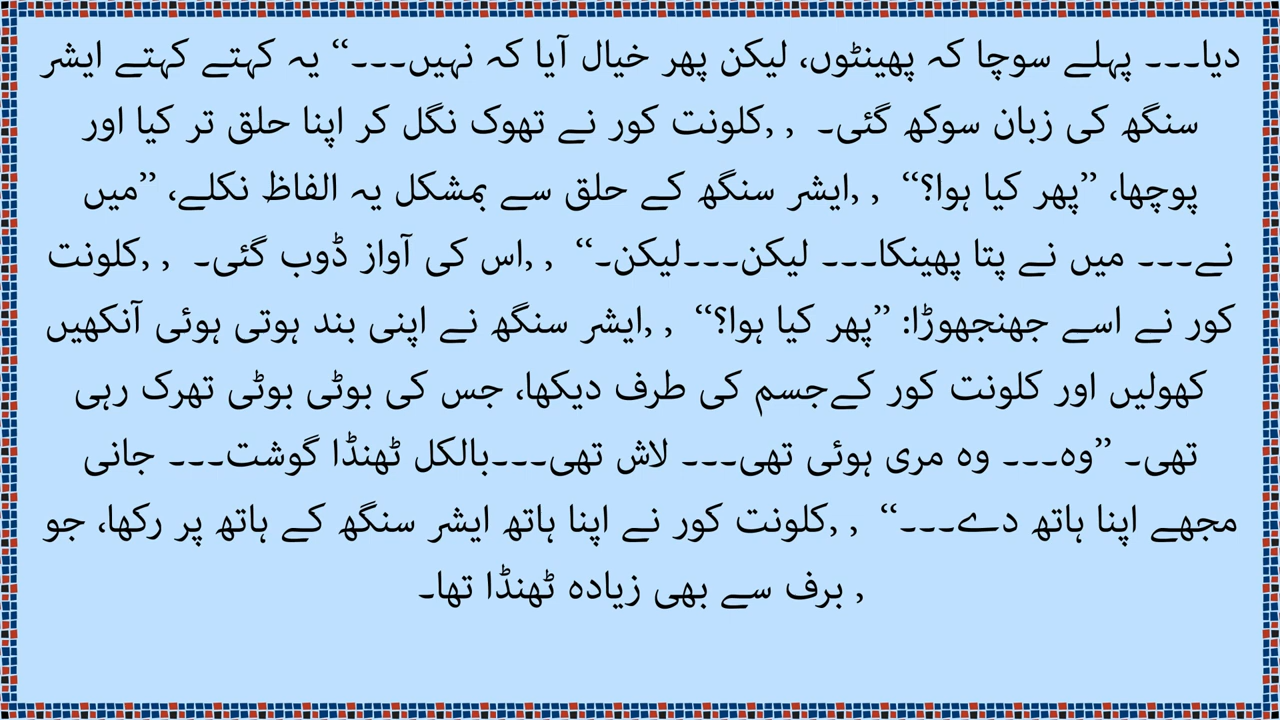 دیا۔۔۔ پہلے سوچا کہ پھینٹوں، لیکن پھر خیال آیا کہ نہیں۔۔۔‘‘ یہ کہتے کہتے ایشر
سنگھ کی زبان سوکھ گئی۔ , ,کلونت کور نے تھوک نگل کر اپنا حلق تر کیا اور
پوچھا، ’’پھر کیا ہوا؟‘‘ , ,ایشر سنگھ کے حلق سے بمشکل یہ الفاظ نکلے، ’’میں
نے۔۔۔ میں نے پتا پھینکا۔۔۔ لیکن۔۔۔لیکن۔‘‘ , ,اس کی آواز ڈوب گئی۔ , ,کلونت
کور نے اسے جھنجھوڑا: ’’پھر کیا ہوا؟‘‘ , ,ایشر سنگھ نے اپنی بند ہوتی ہوئی آنکھیں
کھولیں اور کلونت کور کےجسم کی طرف دیکھا، جس کی بوٹی بوٹی تھرک رہی
تھی۔ ’’وہ۔۔۔ وہ مری ہوئی تھی۔۔۔ لاش تھی۔۔۔بالکل ٹھنڈا گوشت۔۔۔ جانی
مجھے اپنا ہاتھ دے۔۔۔‘‘ , ,کلونت کور نے اپنا ہاتھ ایشر سنگھ کے ہاتھ پر رکھا، جو
, برف سے بھی زیادہ ٹھنڈا تھا۔